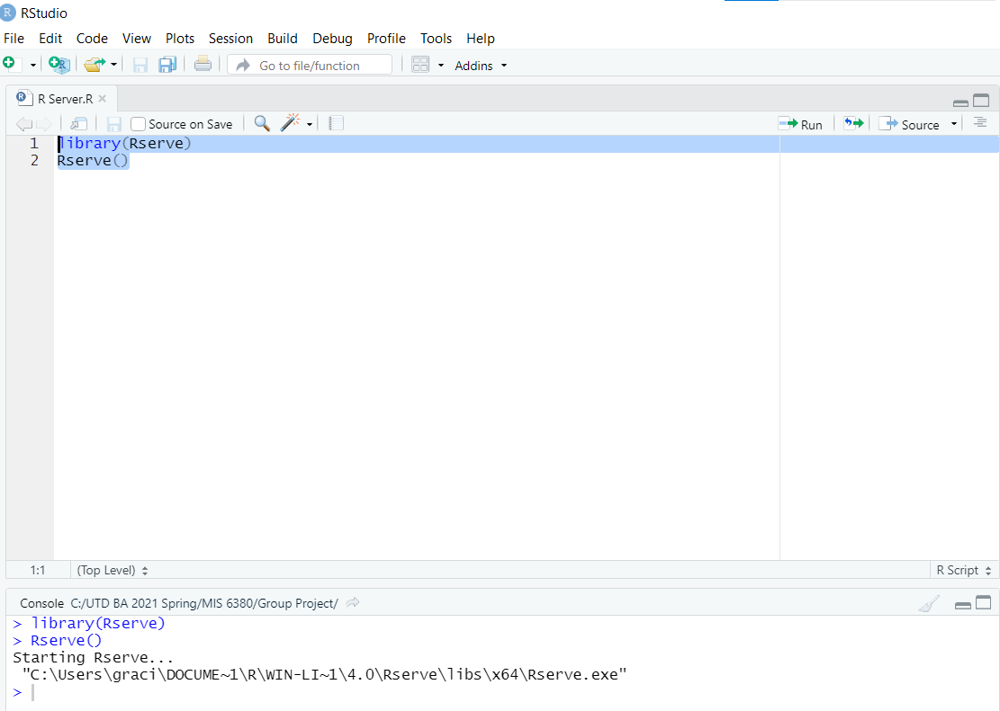 RStudio
File Edit Code View Plots Session Build Debug Profile Tools Help
Go to file/function Addins
R Server.R
Source on Save Run Source
1 library(Rserve)
2 Rserve()
1:1 (Top Level) R Script
Console C:/UTD BA 2021 Spring/MIS 6380/Group Project/
> library(Rserve)
> Rserve()
Starting Rserve...
"C:\Users\graci\DOCUME~1\R\WIN-LI~1\4.0\Rserve\libs\x64\Rserve.exe"
>